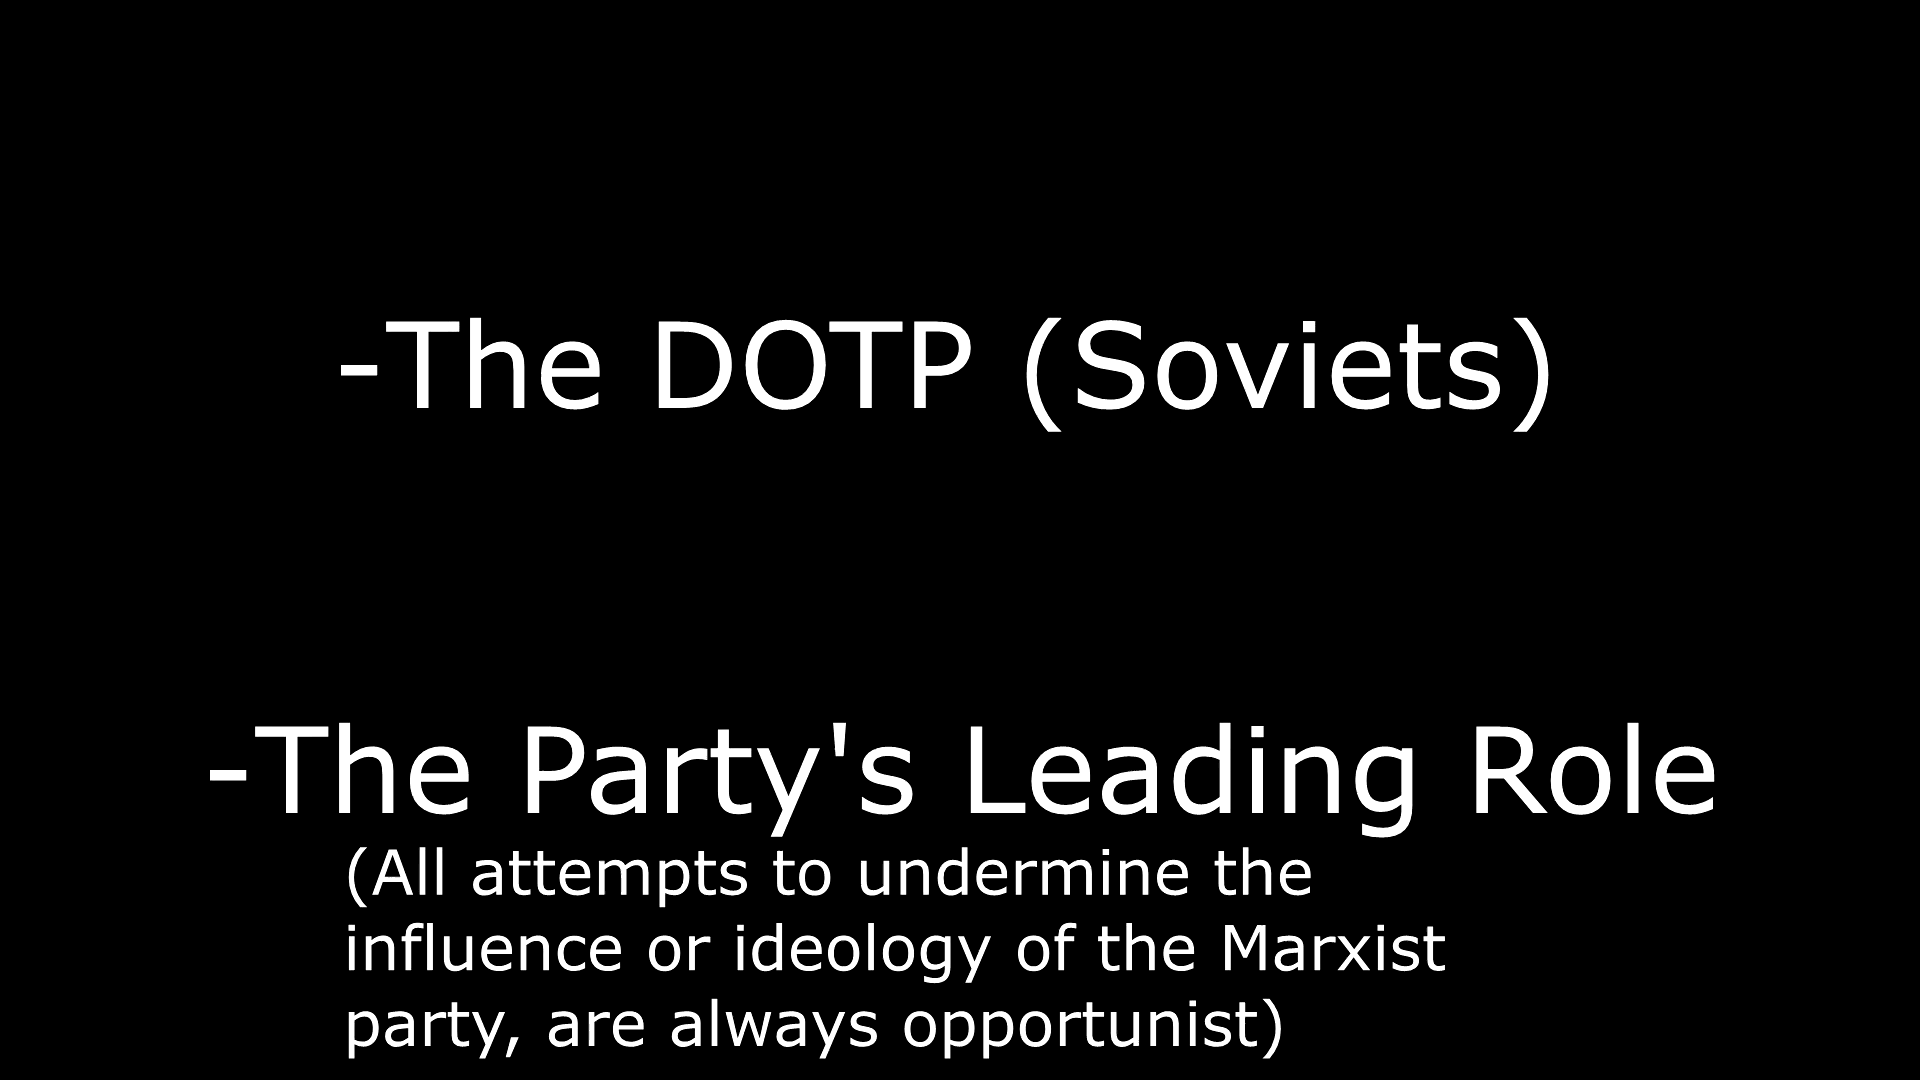 -The DOTP (Soviets)
-The Party's Leading Role
(All attempts to undermine the
influence or ideology of the Marxist
party, are always opportunist)